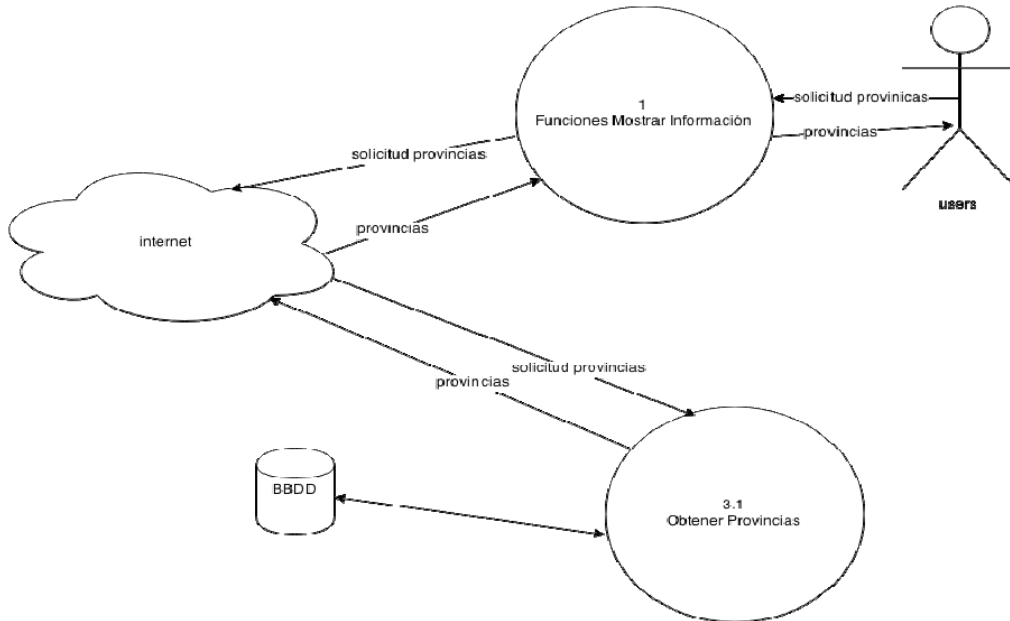 1
Funciones Mostrar Información
solicitud provinicas
provincias
users
solicitud provincias
provincias
internet
solicitud provincias
provincias
BBDD
3.1
Obtener Provincias